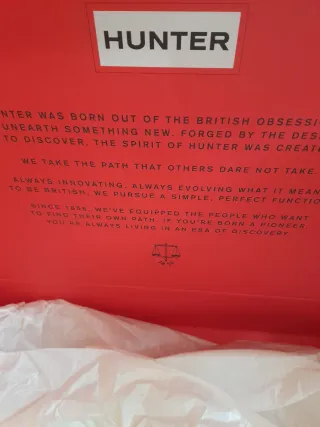 HUNTER
NTER WAS BORN OUT OF THE BRITISH OBSESSIO
UNEARTH SOMETHING NEW. FORGED BY THE DES
TO DISCOVER, THE SPIRIT OF HUNTER WAS CREATE
WE TAKE THE PATH THAT OTHERS DARE NOT TAKE.
ALWAYS INNOVATING, ALWAYS EVOLVING WHAT IT MEAN
TO BE BRITISH, WE PURSUE A SIMPLE, PERFECT FUNCTIO
SINCE 1856, WE'VE EQUIPPED THE PEOPLE WHO WANT
TO FIND THEIR OWN PATH. IF YOU'RE BORN A PIONEER
YOU'RE ALWAYS LIVING IN AN ERA OF DISCOVERY.